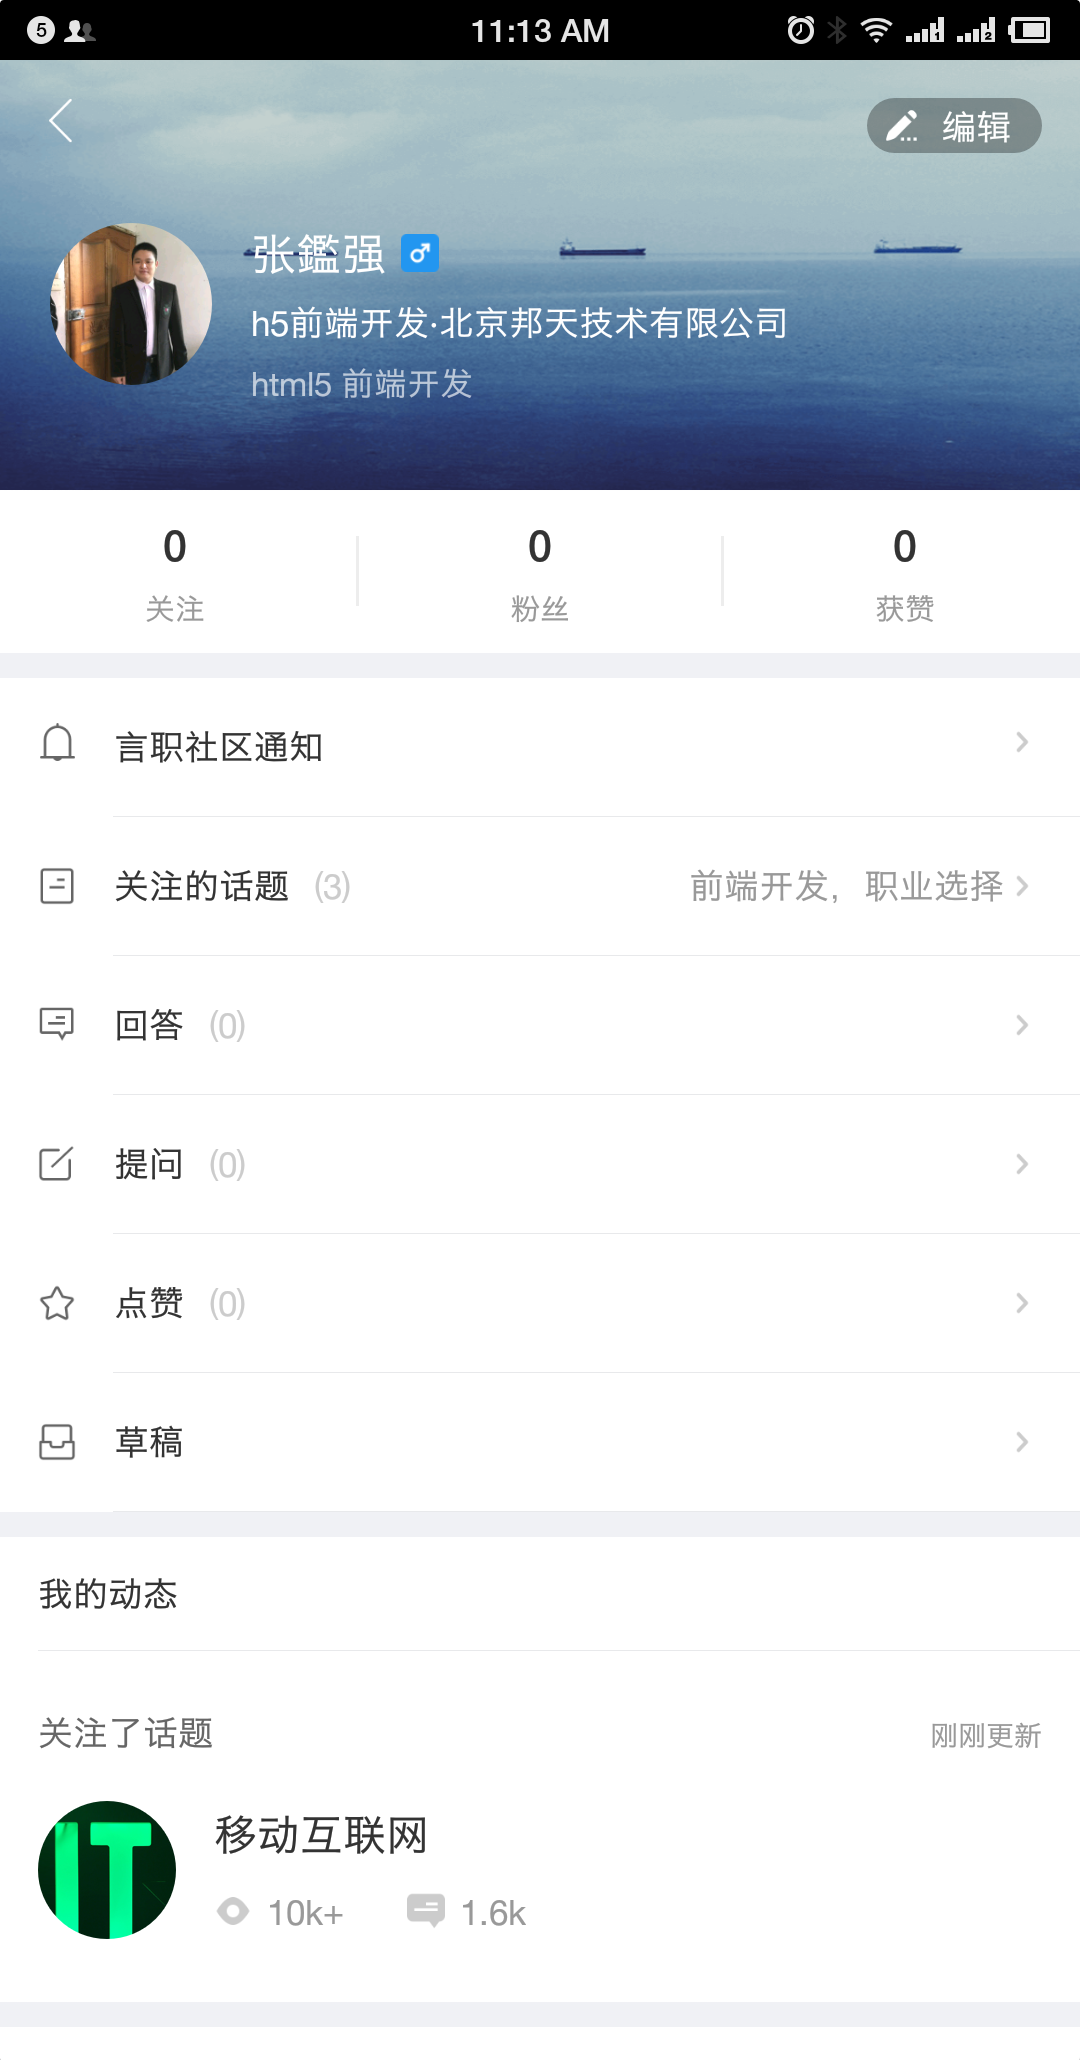 5 11:13 AM 1 2
编辑
张鑑强
h5前端开发·北京邦天技术有限公司
html5 前端开发
0 0 0
关注 粉丝 获赞
言职社区通知
关注的话题 (3) 前端开发，职业选择
回答 (0)
提问 (0)
点赞 (0)
草稿
我的动态
关注了话题 刚刚更新
IT
移动互联网
10k+ 1.6k